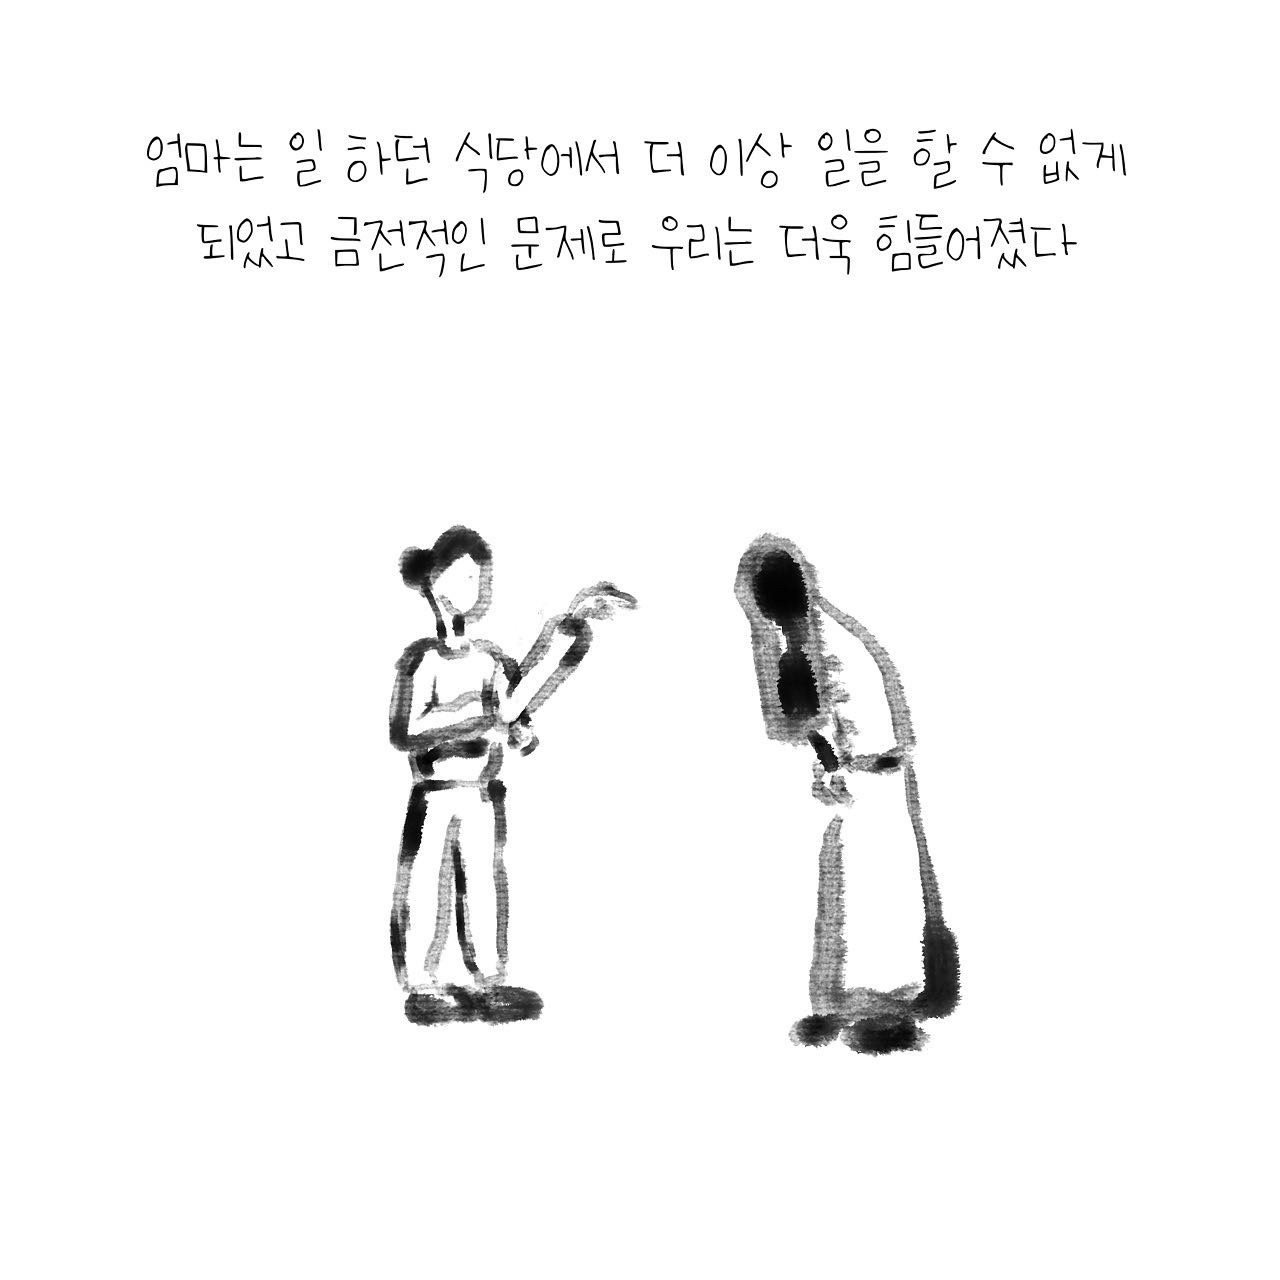 엄마는 일 하던 식당에서 더 이상 일을 할 수 없게
되었고 금전적인 문제로 우리는 더욱 힘들어졌다